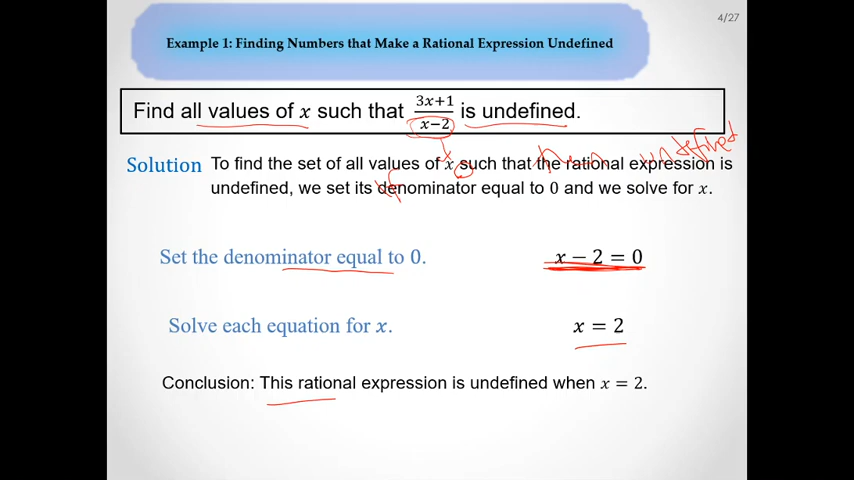 4/27
Example 1: Finding Numbers that Make a Rational Expression Undefined
Find all values of x such that (3x+1)/(x−2) is undefined.
Solution To find the set of all values of x such that the rational expression is
undefined, we set its denominator equal to 0 and we solve for x.
if 0 then undefined
Set the denominator equal to 0. x − 2 = 0
Solve each equation for x. x = 2
Conclusion: This rational expression is undefined when x = 2.